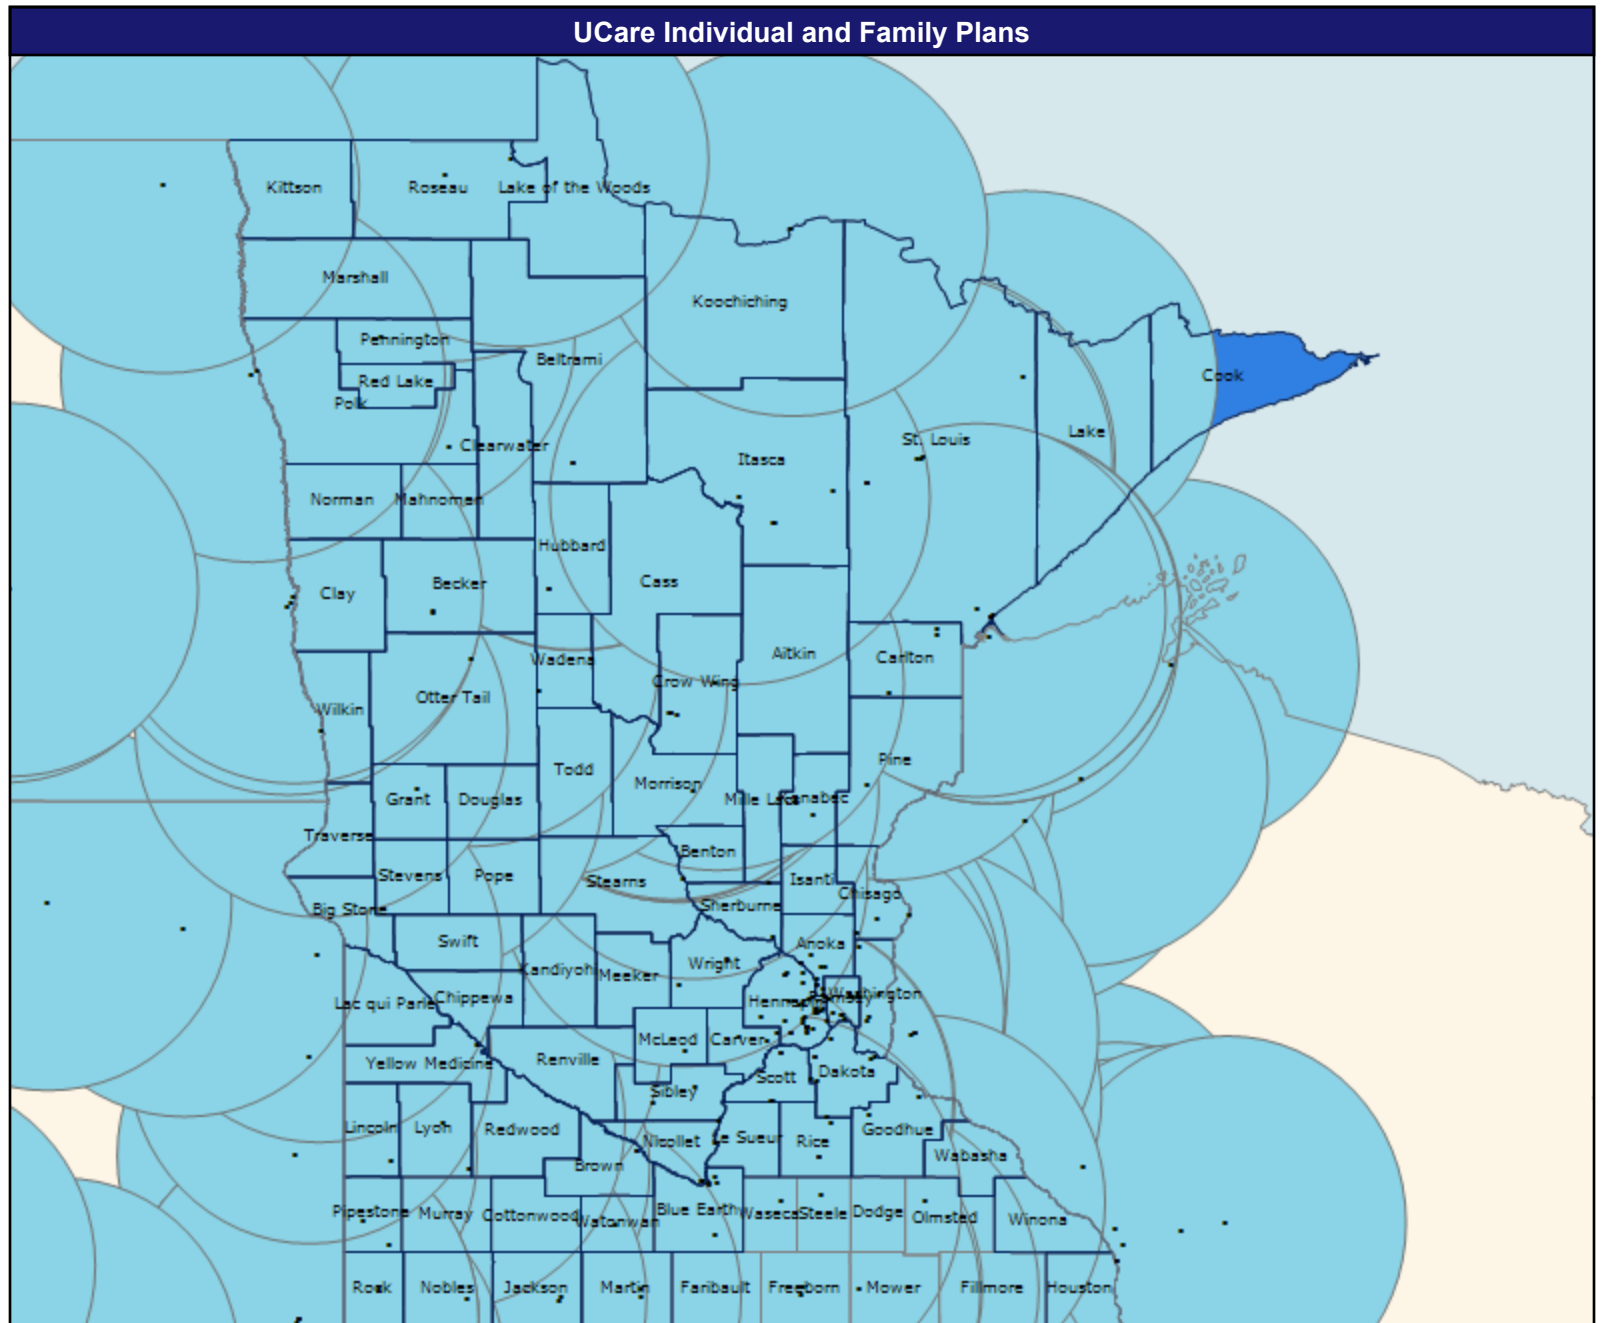 UCare Individual and Family Plans
Kittson
Roseau
Lake of the Woods
Marshall
Koochiching
Pennington
Beltrami
Red Lake
Cook
Polk
Lake
St. Louis
Clearwater
Itasca
Norman
Mahnomen
Hubbard
Cass
Becker
Clay
Aitkin
Carlton
Wadena
Crow Wing
Otter Tail
Wilkin
Pine
Todd
Morrison
Grant
Douglas
Mille Lacs
Kanabec
Traverse
Benton
Stevens
Pope
Stearns
Isanti
Chisago
Sherburne
Big Stone
Swift
Anoka
Wright
Kandiyohi
Meeker
Washington
Lac qui Parle
Chippewa
Hennepin
Ramsey
McLeod
Carver
Yellow Medicine
Renville
Scott
Dakota
Sibley
Lincoln
Lyon
Redwood
Nicollet
Le Sueur
Rice
Goodhue
Wabasha
Brown
Pipestone
Murray
Cottonwood
Watonwan
Blue Earth
Waseca
Steele
Dodge
Olmsted
Winona
Rock
Nobles
Jackson
Martin
Faribault
Freeborn
Mower
Fillmore
Houston